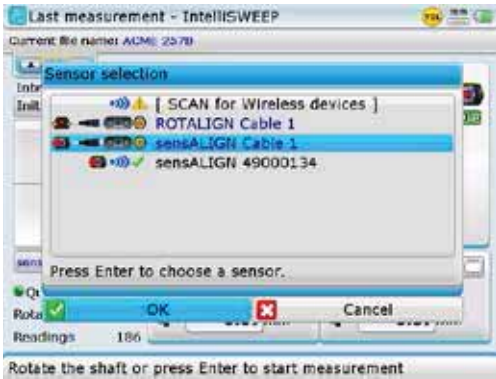 Last measurement - IntelliSWEEP
Current file name: ACME 2570
Sensor selection
[ SCAN for Wireless devices ]
ROTALIGN Cable 1
sensALIGN Cable 1
sensALIGN 49000134
Press Enter to choose a sensor.
OK
Cancel
Readings 186
Rotate the shaft or press Enter to start measurement